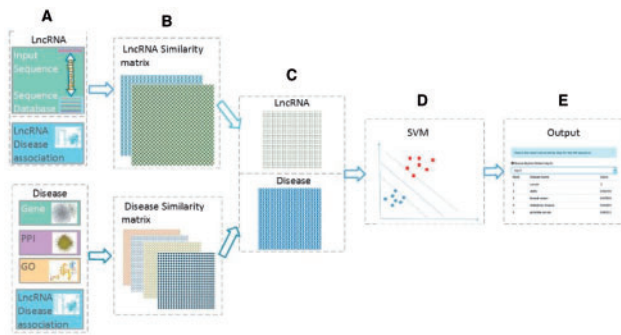 A
B
C
D
E
LncRNA
Input
Sequence
Sequence
Database
LncRNA
Disease
association
LncRNA Similarity
matrix
LncRNA
Disease
SVM
Output
Disease
Gene
PPI
GO
LncRNA
Disease
association
Disease Similarity
matrix